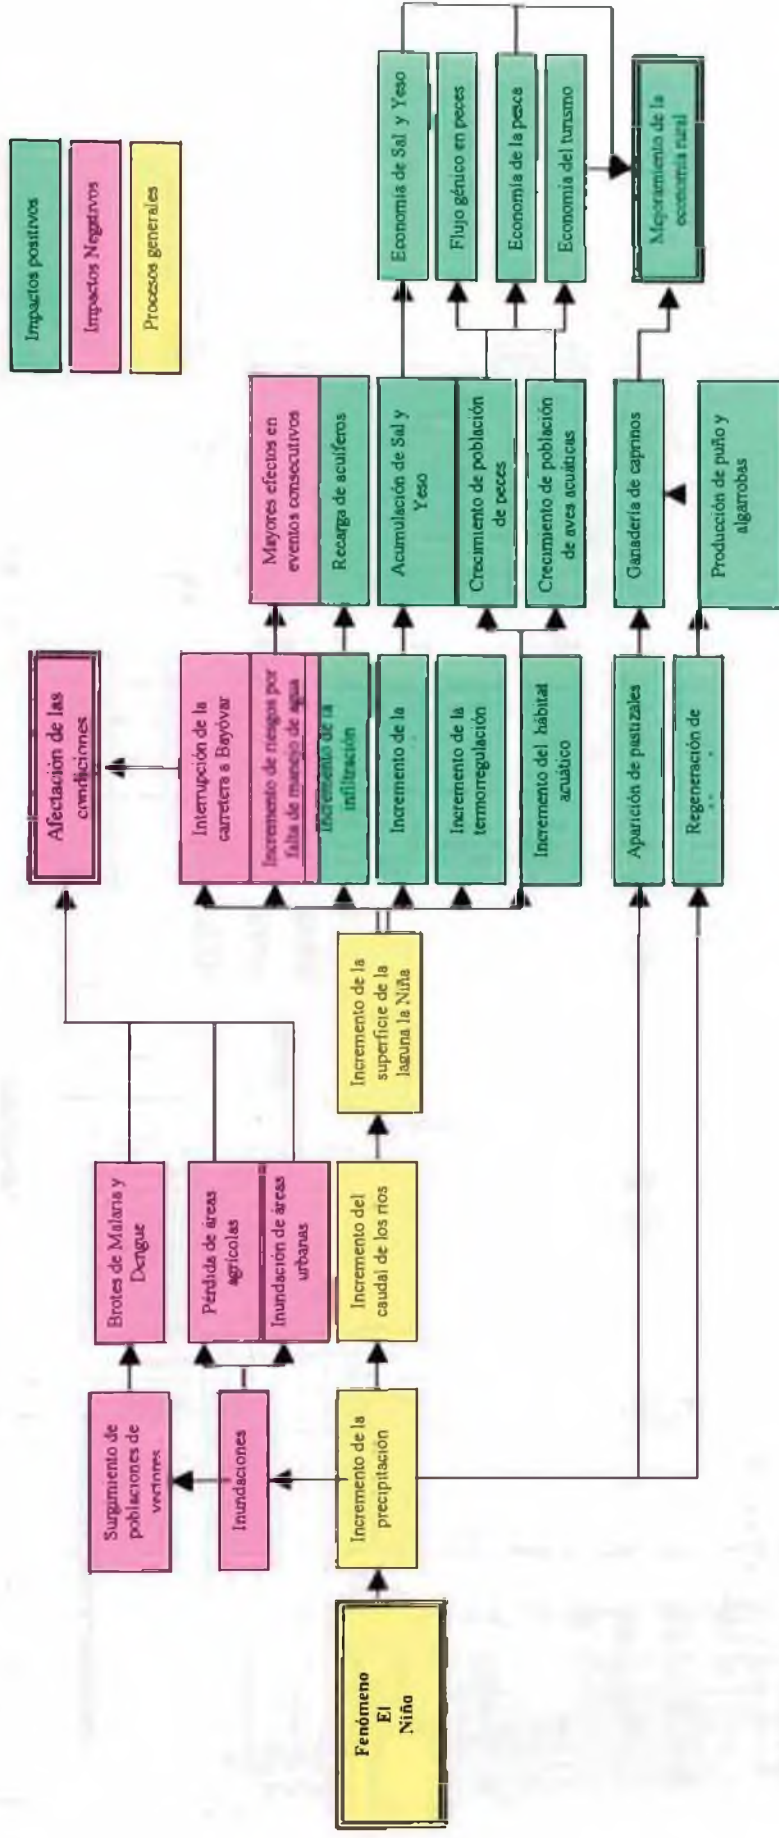 Impactos positivos
Impactos Negativos
Procesos generales
Fenómeno
El
Niño
Incremento de la
precipitación
Inundaciones
Surgimiento de
poblaciones de
vectores
Brotes de Malaria y
Dengue
Pérdida de áreas
agrícolas
Inundación de áreas
urbanas
Incremento del
caudal de los ríos
Incremento de la
superficie de la
laguna la Niña
Afectación de las
condiciones
Interrupción de la
carretera a Bayóvar
Incremento de riesgos por
falta de manejo de agua
Incremento de la
infiltración
Incremento de la
Incremento de la
termorregulación
Incremento del hábitat
acuático
Aparición de pastizales
Regeneración de
Mayores efectos en
eventos consecutivos
Recarga de acuíferos
Acumulación de Sal y
Yeso
Crecimiento de población
de peces
Crecimiento de población
de aves acuáticas
Ganadería de caprinos
Producción de puño y
algarrobas
Economía de Sal y Yeso
Flujo génico en peces
Economía de la pesca
Economía del turismo
Mejoramiento de la
economía rural